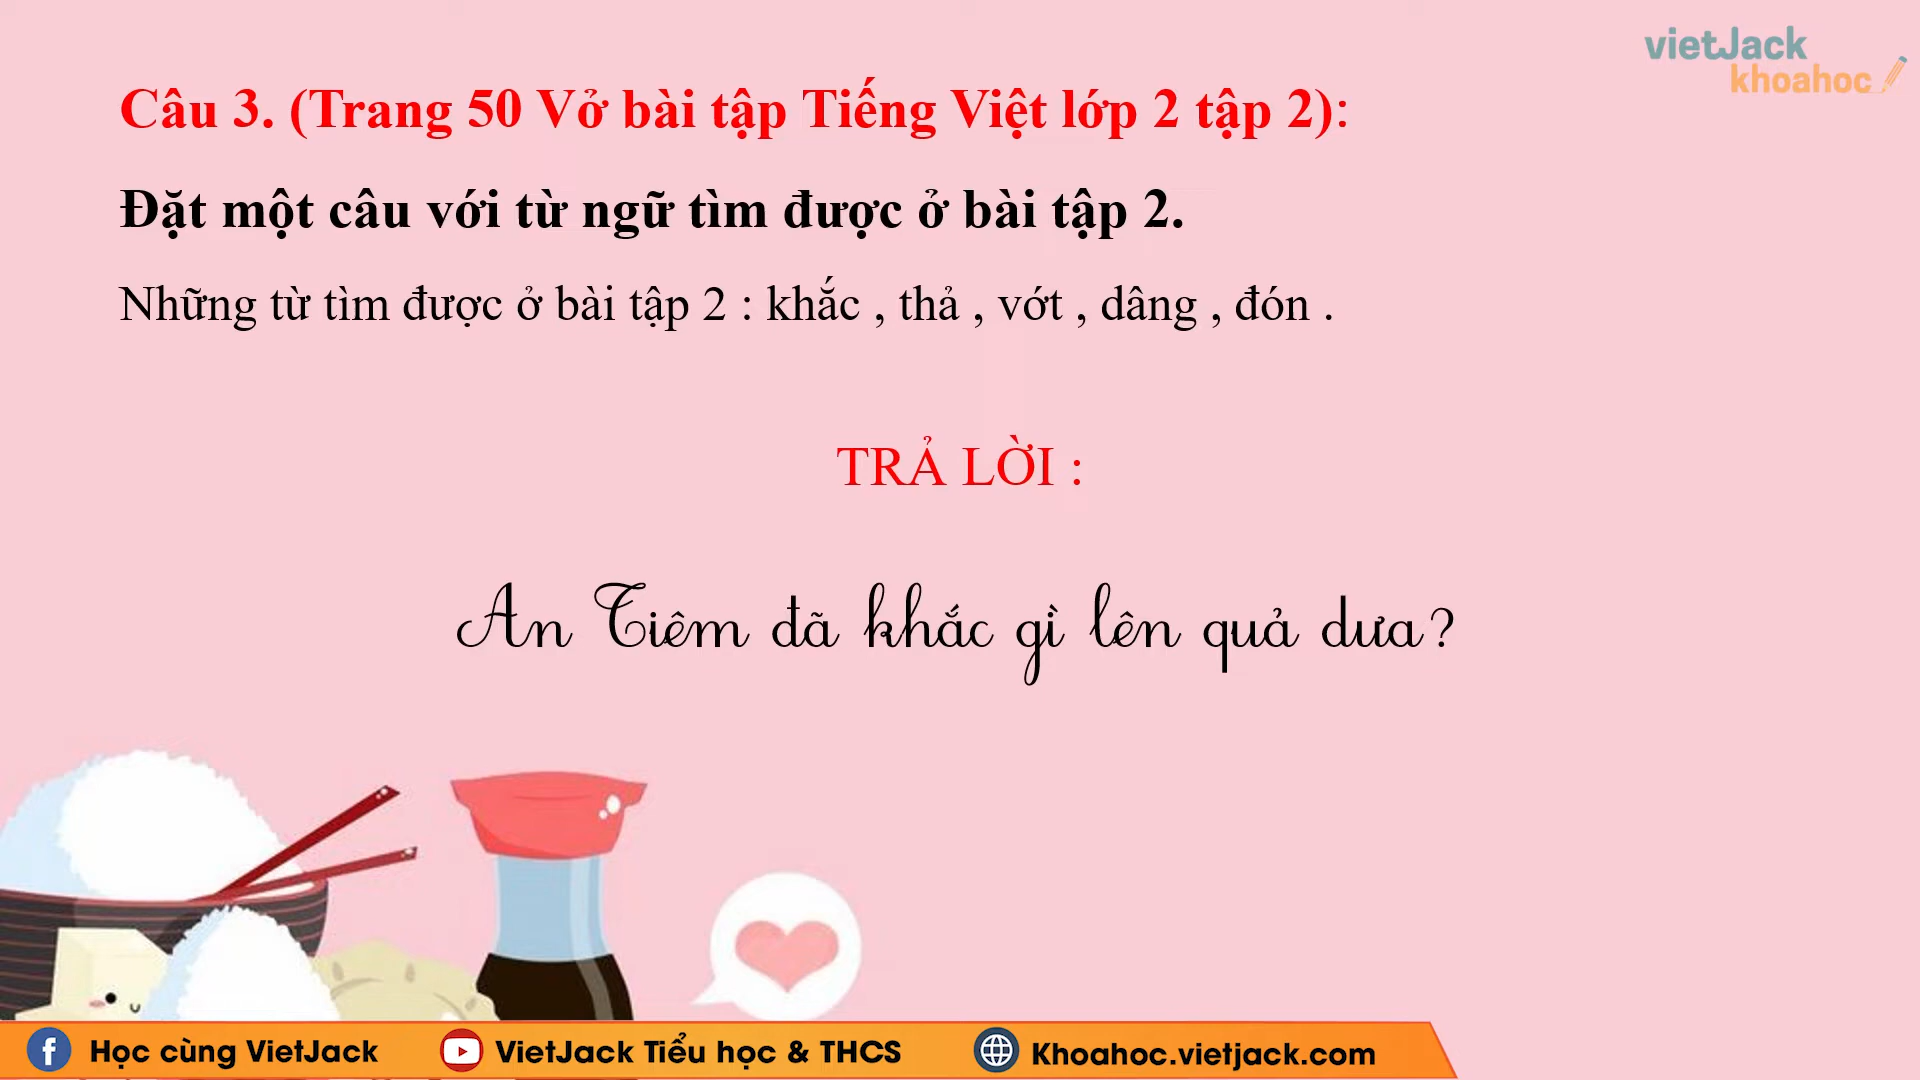 vietJack
khoahoc
Câu 3. (Trang 50 Vở bài tập Tiếng Việt lớp 2 tập 2):
Đặt một câu với từ ngữ tìm được ở bài tập 2.
Những từ tìm được ở bài tập 2 : khắc , thả , vớt , dâng , đón .
TRẢ LỜI :
An Tiêm đã khắc gì lên quả dưa?
Học cùng VietJack
VietJack Tiểu học & THCS
Khoahoc.vietjack.com